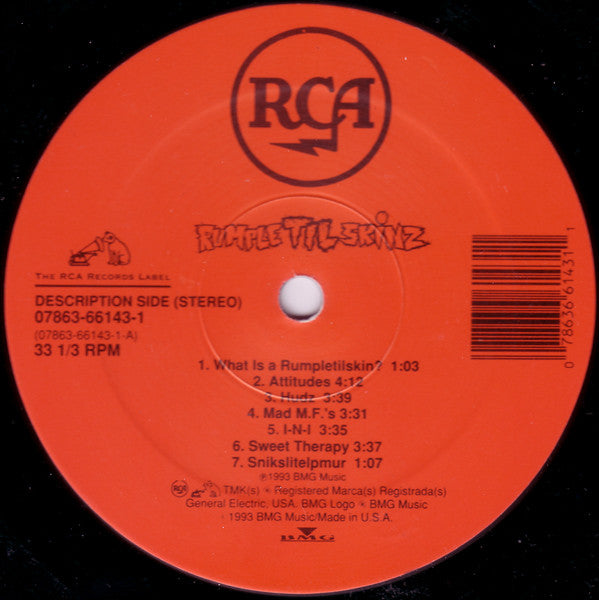 RCA
RUMPLETILSKINZ
THE RCA RECORDS LABEL
DESCRIPTION SIDE (STEREO)
07863-66143-1
(07863-66143-1-A)
33 1/3 RPM
0 78636 61431 1
1. What Is a Rumpletilskin? 1:03
2. Attitudes 4:12
3. Hudz 3:39
4. Mad M.F.'s 3:31
5. I-N-I 3:35
6. Sweet Therapy 3:37
7. Snikslitelpmur 1:07
℗1993 BMG Music
RCA TMK(s) ® Registered Marca(s) Registrada(s)
General Electric, USA. BMG Logo ® BMG Music
1993 BMG Music/Made in U.S.A.
BMG